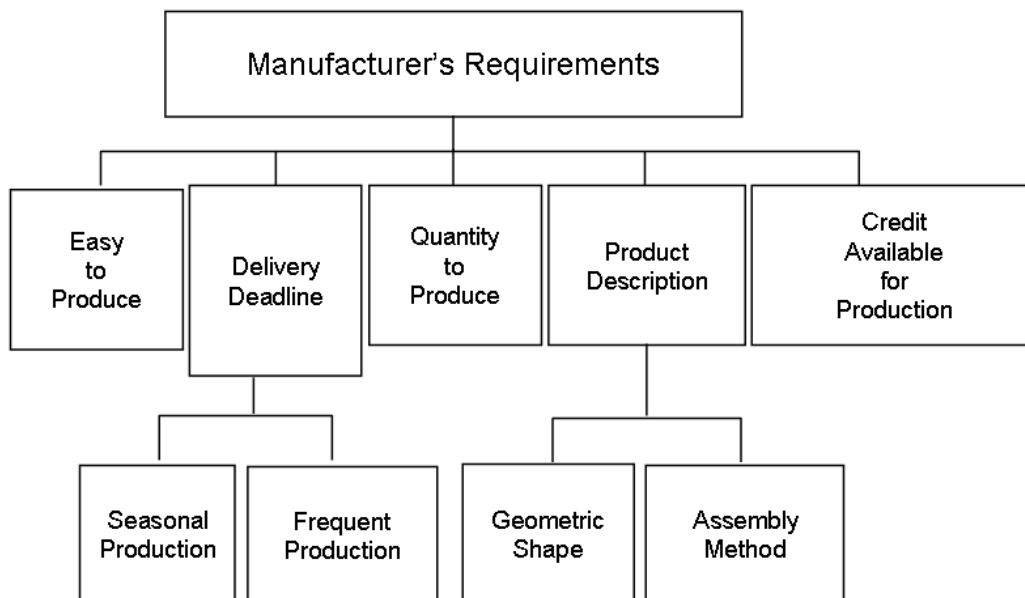 Manufacturer’s Requirements
Easy
to
Produce
Delivery
Deadline
Quantity
to
Produce
Product
Description
Credit
Available
for
Production
Seasonal
Production
Frequent
Production
Geometric
Shape
Assembly
Method